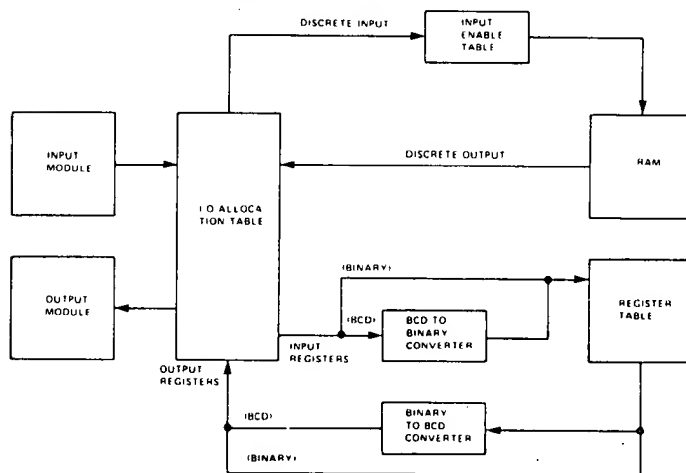 DISCRETE INPUT
INPUT
ENABLE
TABLE
INPUT
MODULE
I O ALLOCA
TION TABLE
DISCRETE OUTPUT
RAM
OUTPUT
MODULE
(BINARY)
(BCD)
BCD TO
BINARY
CONVERTER
REGISTER
TABLE
INPUT
REGISTERS
OUTPUT
REGISTERS
(BCD)
BINARY
TO BCD
CONVERTER
(BINARY)